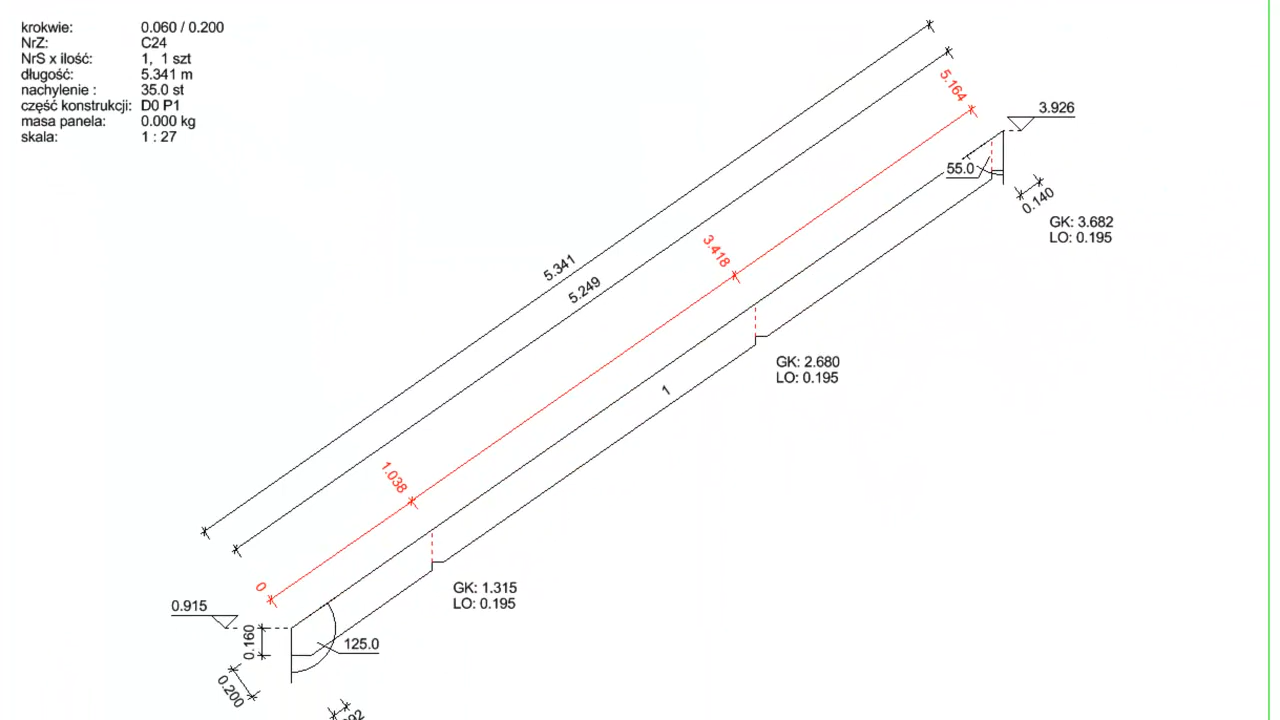 krokwie: 0.060 / 0.200
NrZ: C24
NrS x ilość: 1, 1 szt
długość: 5.341 m
nachylenie : 35.0 st
część konstrukcji: D0 P1
masa panela: 0.000 kg
skala: 1 : 27
5.164
3.926
55.0
0.140
GK: 3.682
LO: 0.195
3.418
5.341
5.249
GK: 2.680
LO: 0.195
1
1.038
0
GK: 1.315
LO: 0.195
0.915
0.160
125.0
0.200